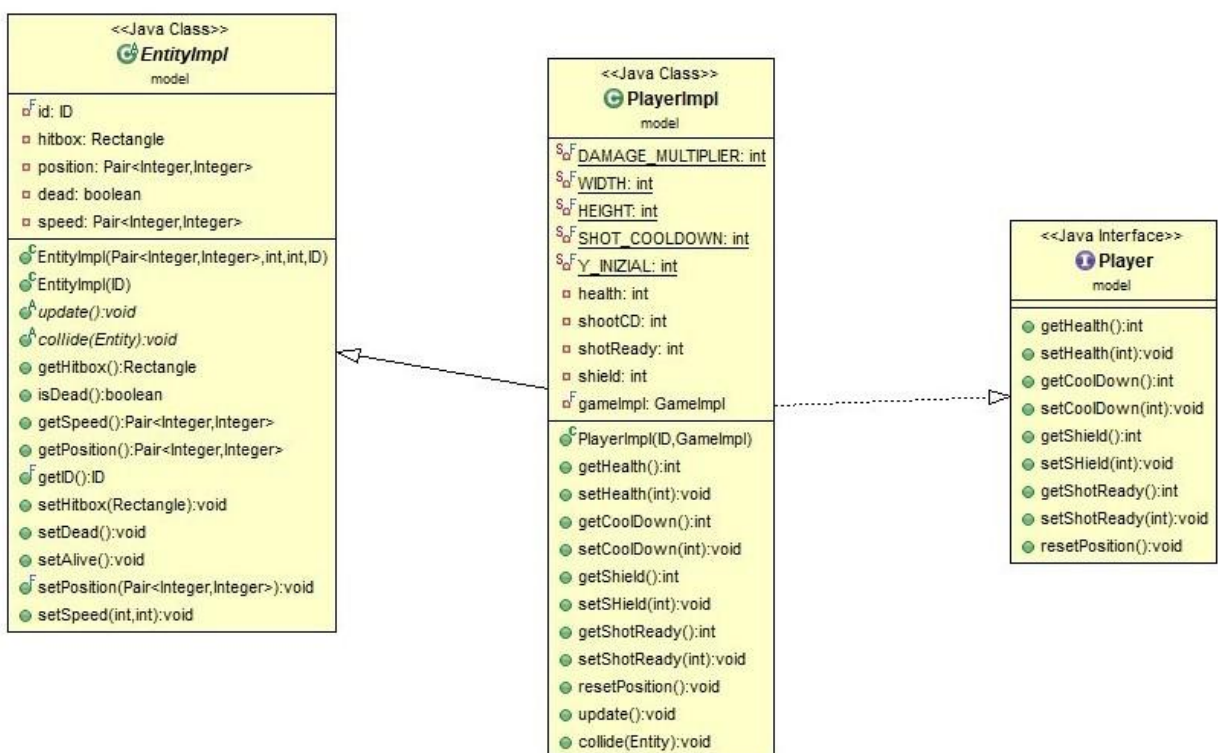 <<Java Class>>
EntityImpl
model
id: ID
hitbox: Rectangle
position: Pair<Integer,Integer>
dead: boolean
speed: Pair<Integer,Integer>
EntityImpl(Pair<Integer,Integer>,int,int,ID)
EntityImpl(ID)
update():void
collide(Entity):void
getHitbox():Rectangle
isDead():boolean
getSpeed():Pair<Integer,Integer>
getPosition():Pair<Integer,Integer>
getID():ID
setHitbox(Rectangle):void
setDead():void
setAlive():void
setPosition(Pair<Integer,Integer>):void
setSpeed(int,int):void
<<Java Class>>
PlayerImpl
model
DAMAGE_MULTIPLIER: int
WIDTH: int
HEIGHT: int
SHOT_COOLDOWN: int
Y_INIZIAL: int
health: int
shootCD: int
shotReady: int
shield: int
gameImpl: GameImpl
PlayerImpl(ID,GameImpl)
getHealth():int
setHealth(int):void
getCoolDown():int
setCoolDown(int):void
getShield():int
setSHield(int):void
getShotReady():int
setShotReady(int):void
resetPosition():void
update():void
collide(Entity):void
<<Java Interface>>
Player
model
getHealth():int
setHealth(int):void
getCoolDown():int
setCoolDown(int):void
getShield():int
setSHield(int):void
getShotReady():int
setShotReady(int):void
resetPosition():void